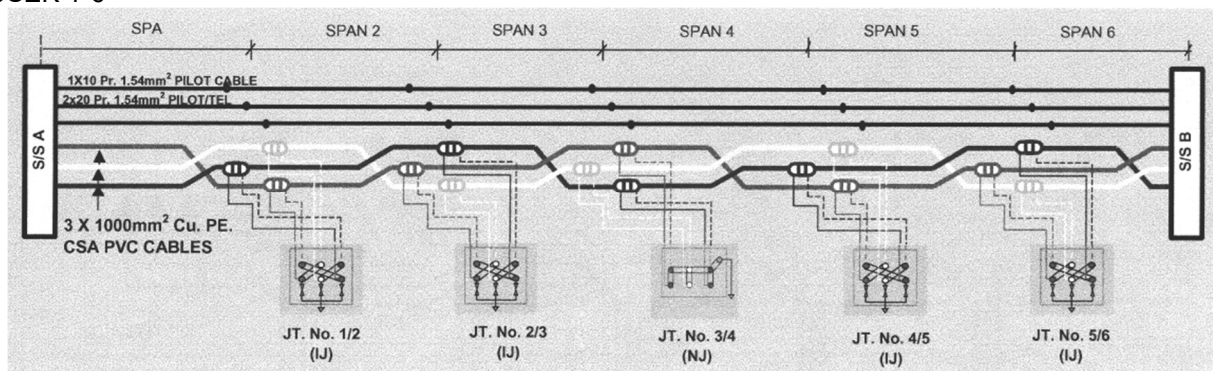 SPA SPAN 2 SPAN 3 SPAN 4 SPAN 5 SPAN 6
1X10 Pr. 1.54mm² PILOT CABLE
2x20 Pr. 1.54mm² PILOT/TEL
S/S A
S/S B
3 X 1000mm² Cu. PE.
CSA PVC CABLES
JT. No. 1/2
(IJ)
JT. No. 2/3
(IJ)
JT. No. 3/4
(NJ)
JT. No. 4/5
(IJ)
JT. No. 5/6
(IJ)